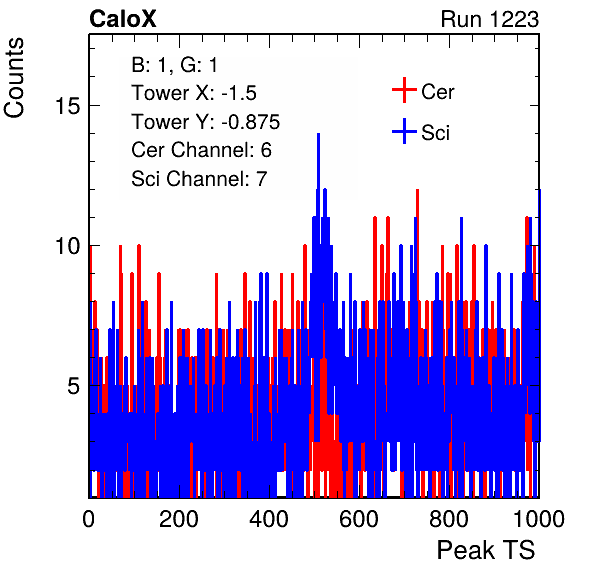 CaloX Run 1223
Counts
B: 1, G: 1
Tower X: -1.5
Tower Y: -0.875
Cer Channel: 6
Sci Channel: 7
Cer
Sci
15
10
5
0 200 400 600 800 1000
Peak TS